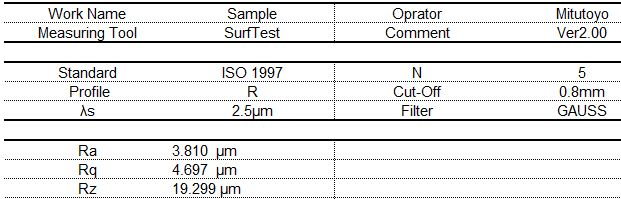 Work Name Sample Oprator Mitutoyo
Measuring Tool SurfTest Comment Ver2.00
Standard ISO 1997 N 5
Profile R Cut-Off 0.8mm
λs 2.5µm Filter GAUSS
Ra 3.810 µm
Rq 4.697 µm
Rz 19.299 µm